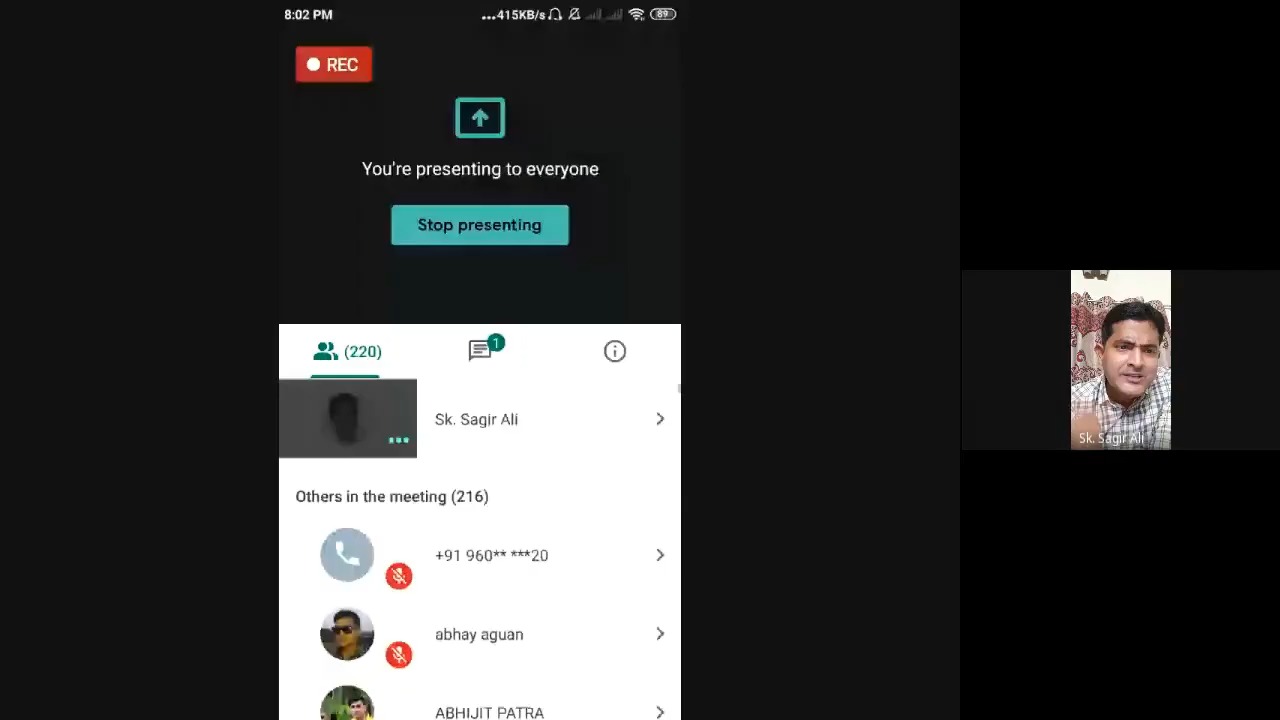 8:02 PM
...415KB/s
89
REC
You're presenting to everyone
Stop presenting
(220)
1
Sk. Sagir Ali
Others in the meeting (216)
+91 960** ***20
abhay aguan
ABHIJIT PATRA
Sk. Sagir Ali